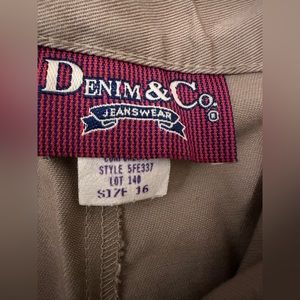 DENIM & CO.®
JEANSWEAR
STYLE 5FE337
LOT 140
SIZE 16